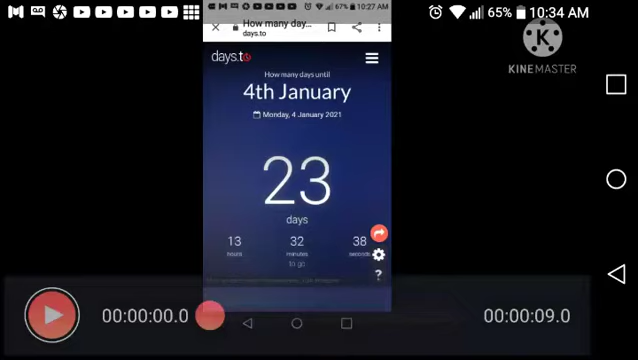 67% 10:27 AM
65% 10:34 AM
How many day...
days.to
days.to
K
KINEMASTER
How many days until
4th January
Monday, 4 January 2021
23
days
13 32 38
hours minutes seconds
to go
?
00:00:00.0 00:00:09.0